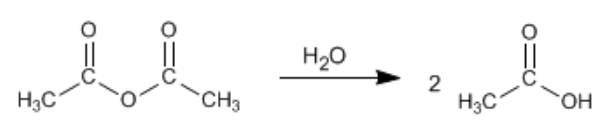 O O O
H₂O
C C 2 C
H₃C O CH₃ H₃C OH